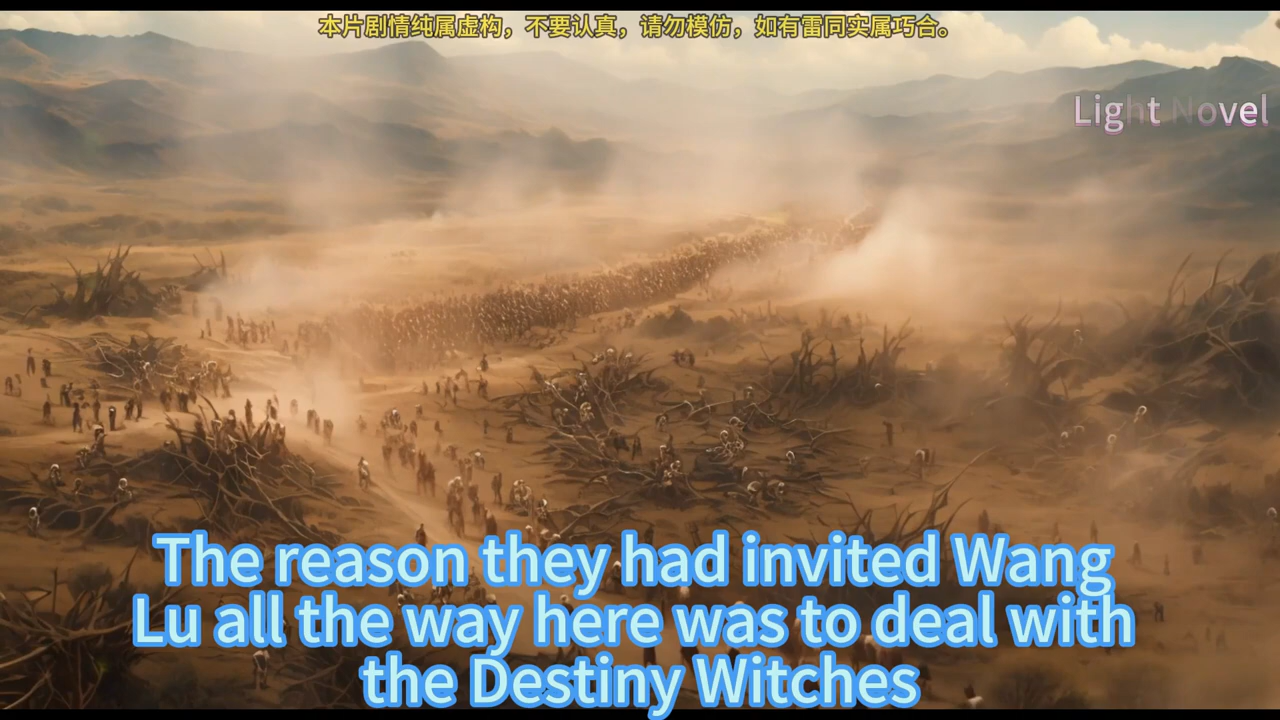 本片剧情纯属虚构，不要认真，请勿模仿，如有雷同实属巧合。
Light Novel
The reason they had invited Wang
Lu all the way here was to deal with
the Destiny Witches